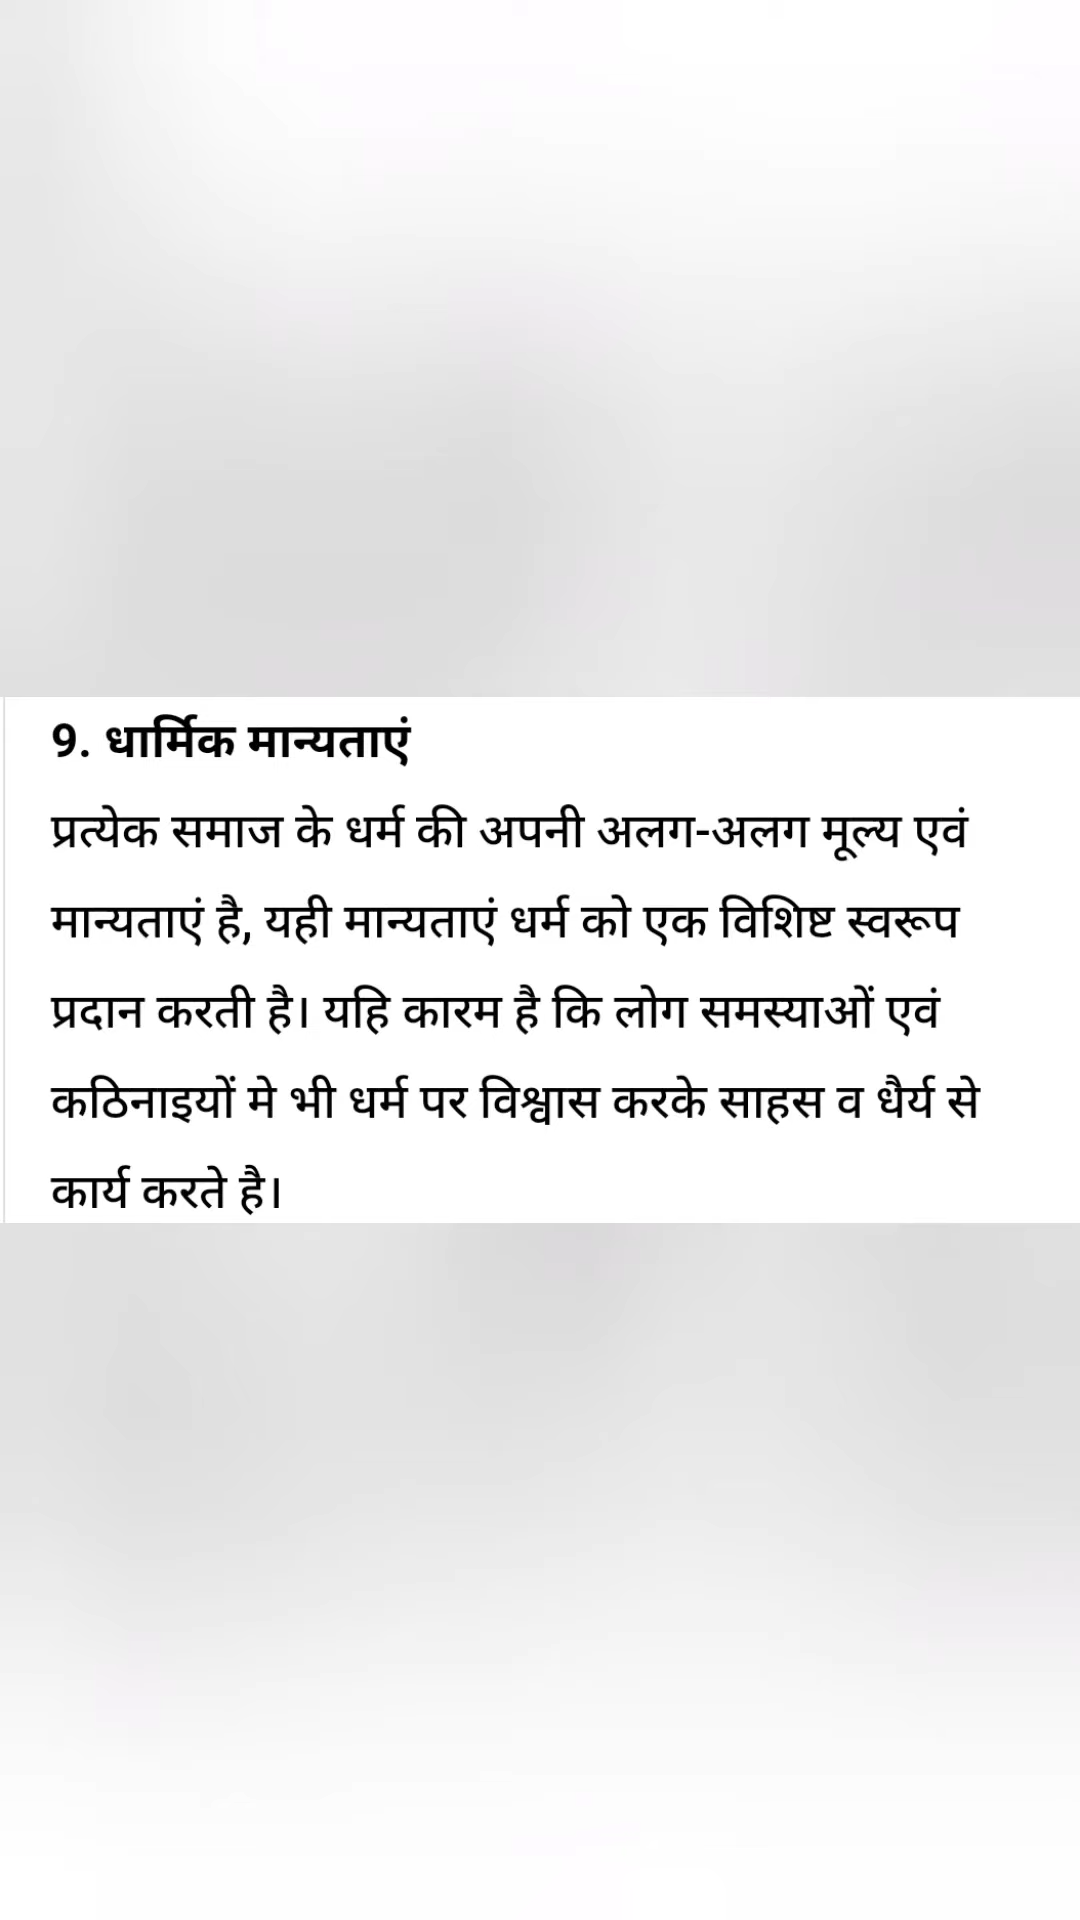 9. धार्मिक मान्यताएं
प्रत्येक समाज के धर्म की अपनी अलग-अलग मूल्य एवं
मान्यताएं है, यही मान्यताएं धर्म को एक विशिष्ट स्वरूप
प्रदान करती है। यहि कारम है कि लोग समस्याओं एवं
कठिनाइयों मे भी धर्म पर विश्वास करके साहस व धैर्य से
कार्य करते है।